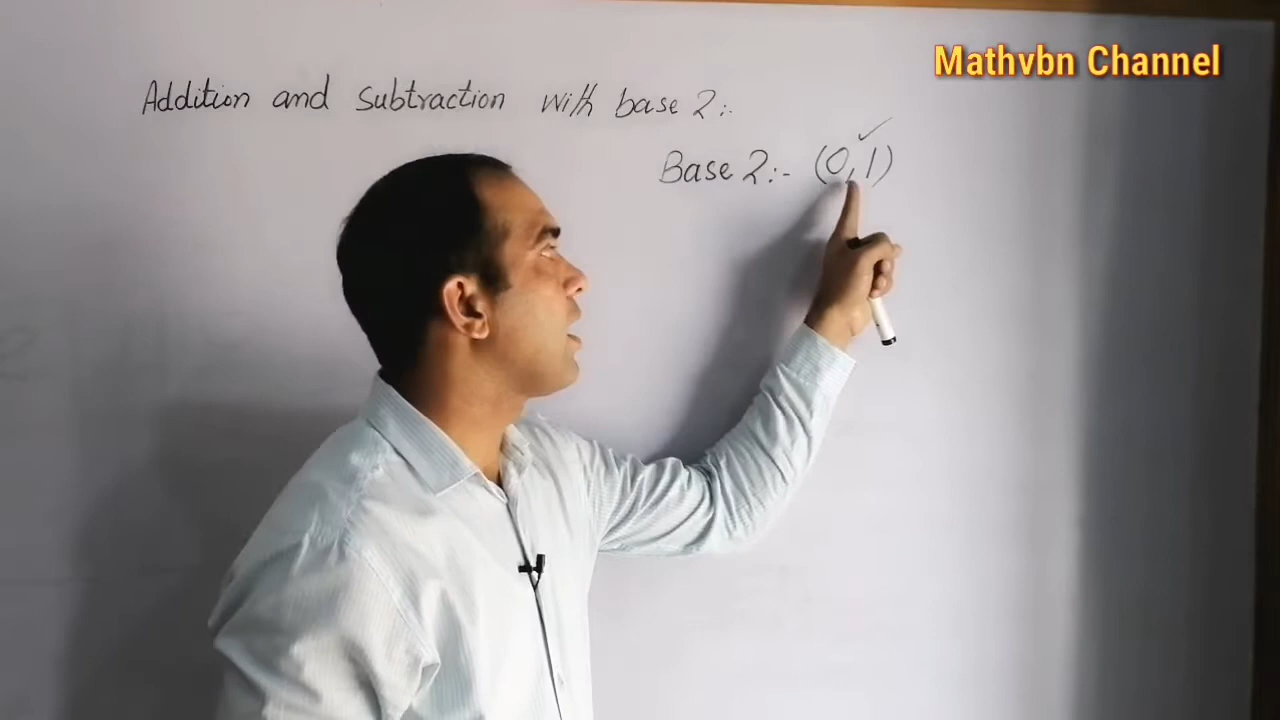 Mathvbn Channel
Addition and Subtraction with base 2:-
Base 2:- (0,1)